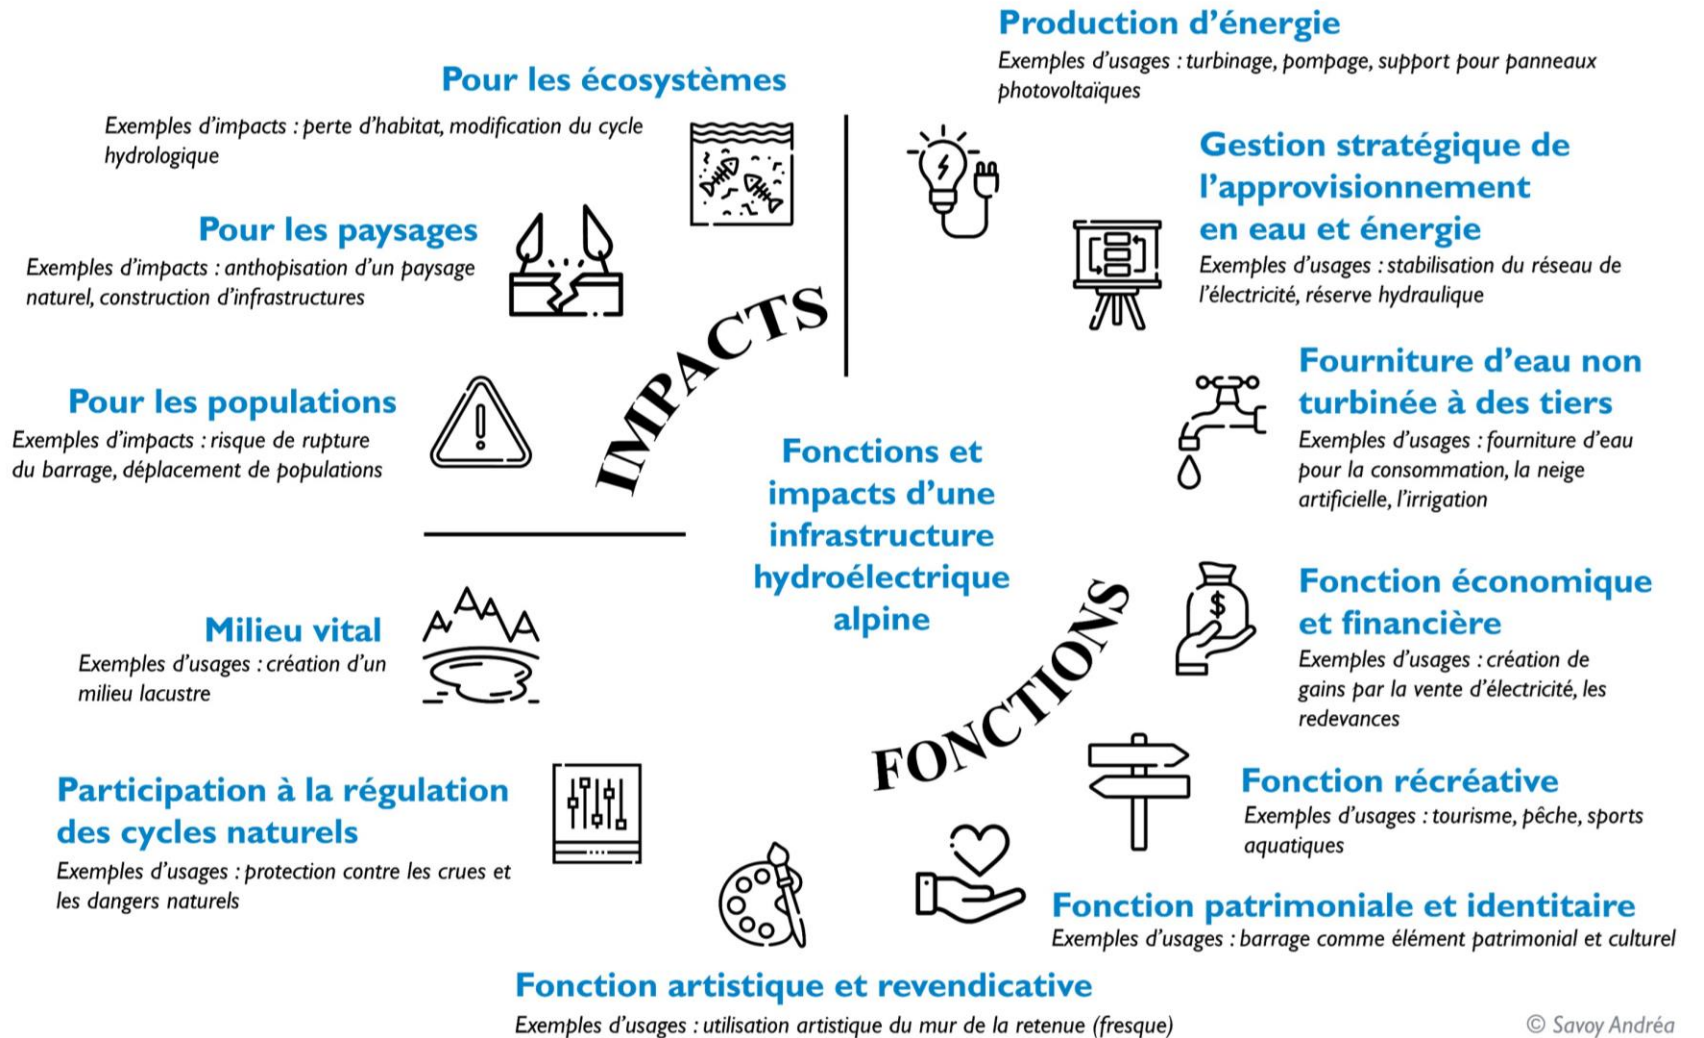 Production d’énergie
Exemples d’usages : turbinage, pompage, support pour panneaux
photovoltaïques
Gestion stratégique de
l’approvisionnement
en eau et énergie
Exemples d’usages : stabilisation du réseau de
l’électricité, réserve hydraulique
Fourniture d’eau non
turbinée à des tiers
Exemples d’usages : fourniture d’eau
pour la consommation, la neige
artificielle, l’irrigation
Fonction économique
et financière
Exemples d’usages : création de
gains par la vente d’électricité, les
redevances
Fonction récréative
Exemples d’usages : tourisme, pêche, sports
aquatiques
Fonction patrimoniale et identitaire
Exemples d’usages : barrage comme élément patrimonial et culturel
Fonction artistique et revendicative
Exemples d’usages : utilisation artistique du mur de la retenue (fresque)
Participation à la régulation
des cycles naturels
Exemples d’usages : protection contre les crues et
les dangers naturels
Milieu vital
Exemples d’usages : création d’un
milieu lacustre
Pour les populations
Exemples d’impacts : risque de rupture
du barrage, déplacement de populations
Pour les paysages
Exemples d’impacts : anthopisation d’un paysage
naturel, construction d’infrastructures
Pour les écosystèmes
Exemples d’impacts : perte d’habitat, modification du cycle
hydrologique
IMPACTS
Fonctions et
impacts d’une
infrastructure
hydroélectrique
alpine
FONCTIONS
$
© Savoy Andréa